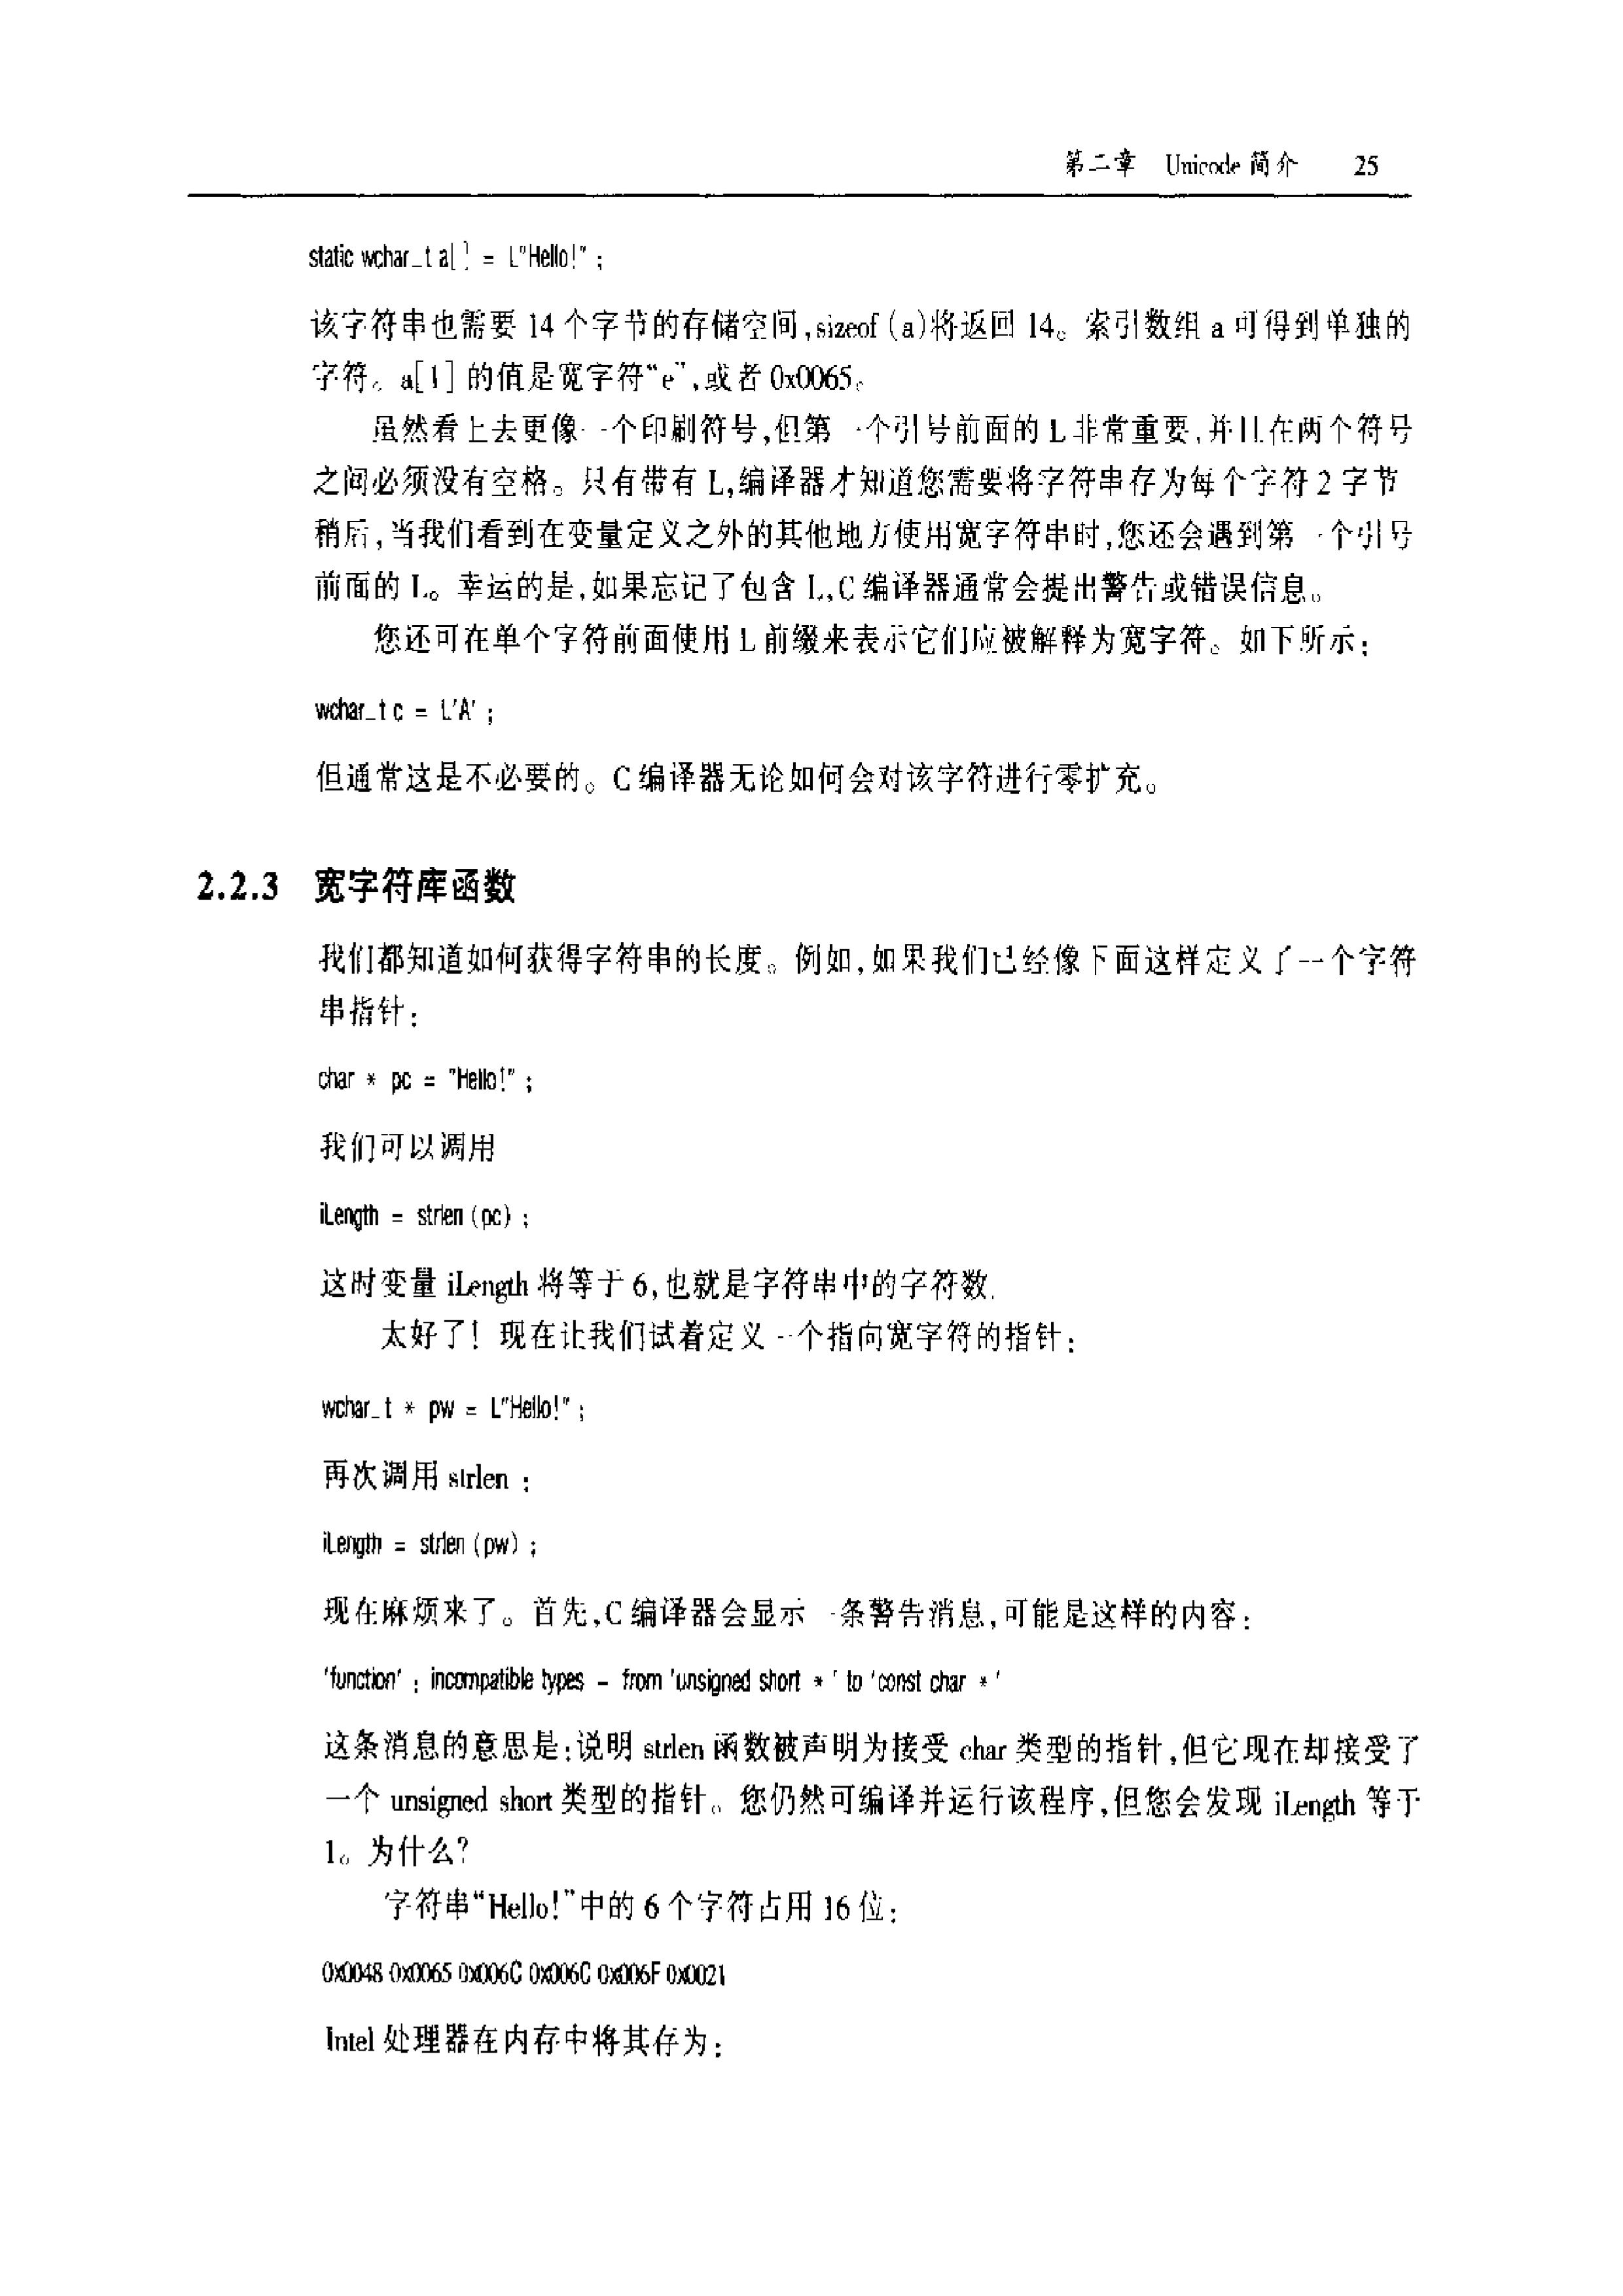 第二章 Unicode 简介 25
static wchar_t a[ ] = L"Hello!" ;
该字符串也需要 14 个字节的存储空间,sizeof (a)将返回 14。索引数组 a 可得到单独的
字符。a[1] 的值是宽字符“e”,或者 0x0065。
虽然看上去更像一个印刷符号,但第一个引号前面的 L 非常重要,并且在两个符号
之间必须没有空格。只有带有 L,编译器才知道您需要将字符串存为每个字符 2 字节
稍后,当我们看到在变量定义之外的其他地方使用宽字符串时,您还会遇到第一个引号
前面的 L。幸运的是,如果忘记了包含 L,C 编译器通常会提出警告或错误信息。
您还可在单个字符前面使用 L 前缀来表示它们应被解释为宽字符。如下所示:
wchar_t c = L'A' ;
但通常这是不必要的。C 编译器无论如何会对该字符进行零扩充。
2.2.3 宽字符库函数
我们都知道如何获得字符串的长度。例如,如果我们已经像下面这样定义了一个字符
串指针:
char * pc = "Hello!" ;
我们可以调用
iLength = strlen (pc) ;
这时变量 iLength 将等于 6,也就是字符串中的字符数.
太好了! 现在让我们试着定义一个指向宽字符的指针:
wchar_t * pw = L"Hello!" ;
再次调用 strlen :
iLength = strlen (pw) ;
现在麻烦来了。首先,C 编译器会显示一条警告消息,可能是这样的内容:
'function' : incompatible types - from 'unsigned short * ' to 'const char * '
这条消息的意思是:说明 strlen 函数被声明为接受 char 类型的指针,但它现在却接受了
一个 unsigned short 类型的指针。您仍然可编译并运行该程序,但您会发现 iLength 等于
1。为什么?
字符串“Hello!”中的 6 个字符占用 16 位:
0x0048 0x0065 0x006C 0x006C 0x006F 0x0021
Intel 处理器在内存中将其存为: